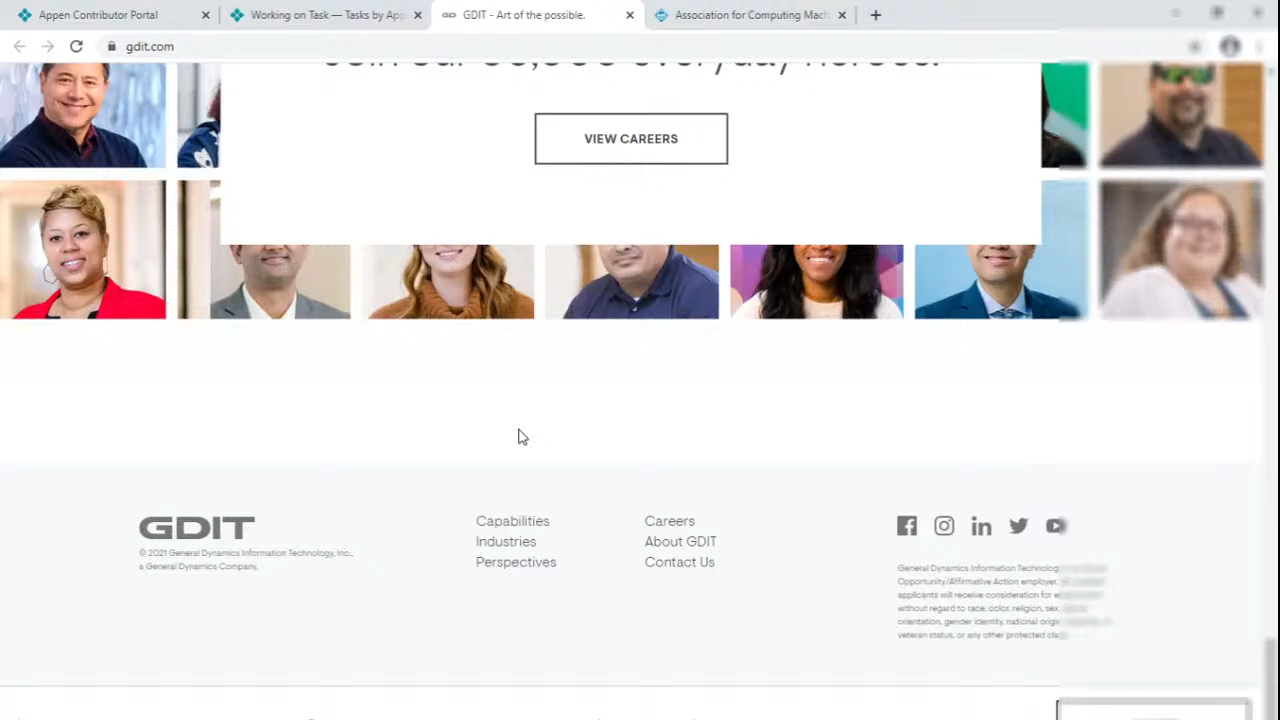 Appen Contributor Portal
Working on Task — Tasks by Ap
GDIT - Art of the possible.
Association for Computing Mach
gdit.com
VIEW CAREERS
GDIT
© 2021 General Dynamics Information Technology, Inc.,
a General Dynamics Company.
Capabilities
Industries
Perspectives
Careers
About GDIT
Contact Us
General Dynamics Information Technolog
Opportunity/Affirmative Action employer.
applicants will receive consideration for
without regard to race, color, religion, sex,
orientation, gender identity, national origi
veteran status, or any other protected cla